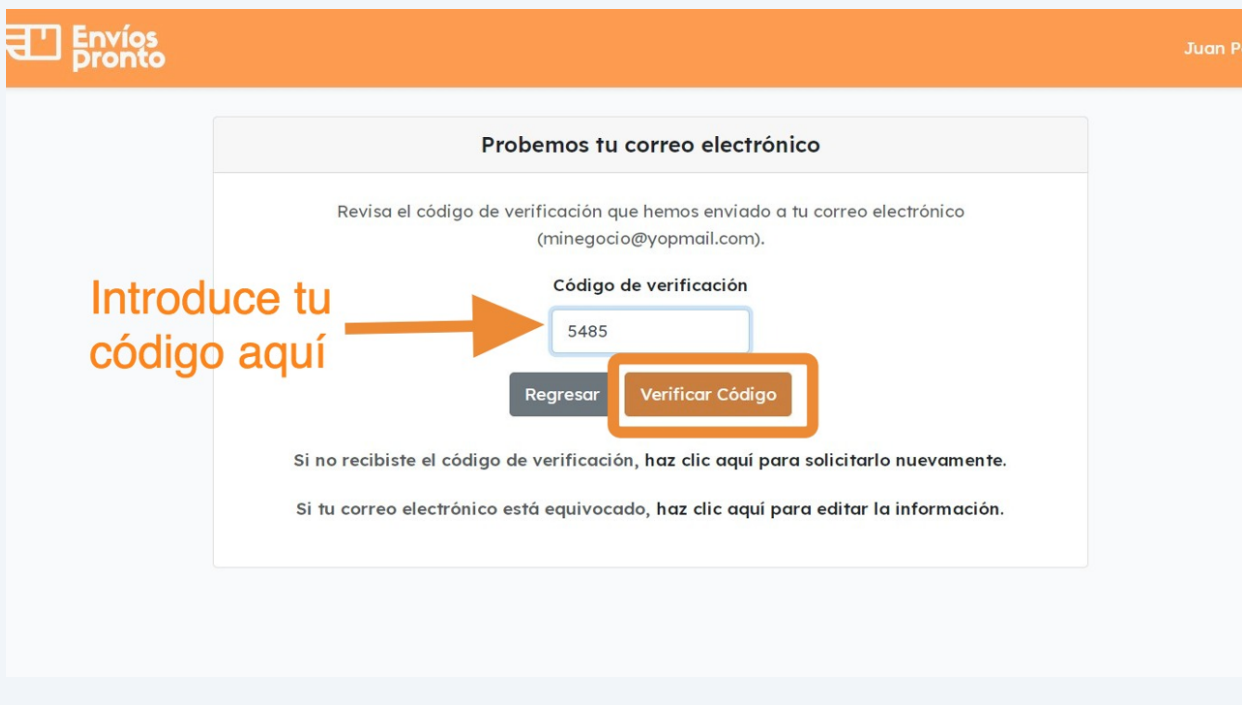 Envíos
pronto
Juan P
Probemos tu correo electrónico
Revisa el código de verificación que hemos enviado a tu correo electrónico
(minegocio@yopmail.com).
Introduce tu
código aquí
Código de verificación
5485
Regresar
Verificar Código
Si no recibiste el código de verificación, haz clic aquí para solicitarlo nuevamente.
Si tu correo electrónico está equivocado, haz clic aquí para editar la información.